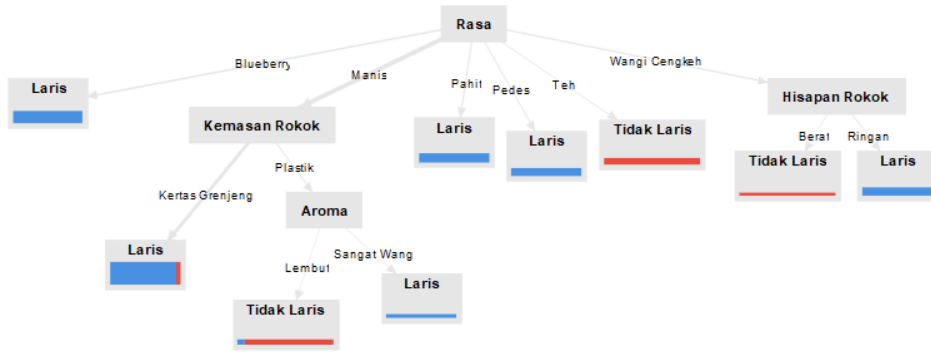 Rasa
Blueberry
Manis
Pahit
Pedes
Teh
Wangi Cengkeh
Laris
Kemasan Rokok
Laris
Laris
Tidak Laris
Hisapan Rokok
Berat
Ringan
Tidak Laris
Laris
Kertas Grenjeng
Plastik
Aroma
Laris
Lembut
Sangat Wang
Tidak Laris
Laris